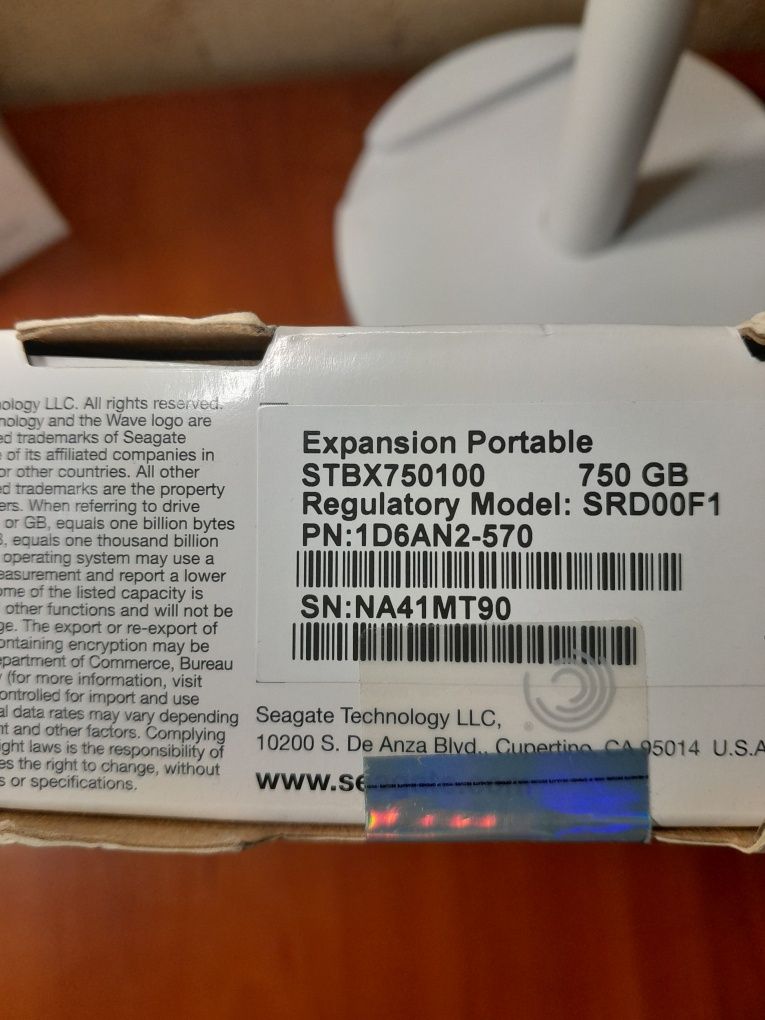 nology LLC. All rights reserved.
nology and the Wave logo are
ed trademarks of Seagate
of its affiliated companies in
or other countries. All other
ed trademarks are the property
ers. When referring to drive
or GB, equals one billion bytes
B, equals one thousand billion
operating system may use a
easurement and report a lower
ome of the listed capacity is
other functions and will not be
ge. The export or re-export of
ontaining encryption may be
epartment of Commerce, Bureau
(for more information, visit
ontrolled for import and use
al data rates may vary depending
nt and other factors. Complying
ight laws is the responsibility of
es the right to change, without
s or specifications.
Expansion Portable
STBX750100 750 GB
Regulatory Model: SRD00F1
PN:1D6AN2-570
SN:NA41MT90
Seagate Technology LLC,
10200 S. De Anza Blvd., Cupertino, CA 95014 U.S.A
www.se